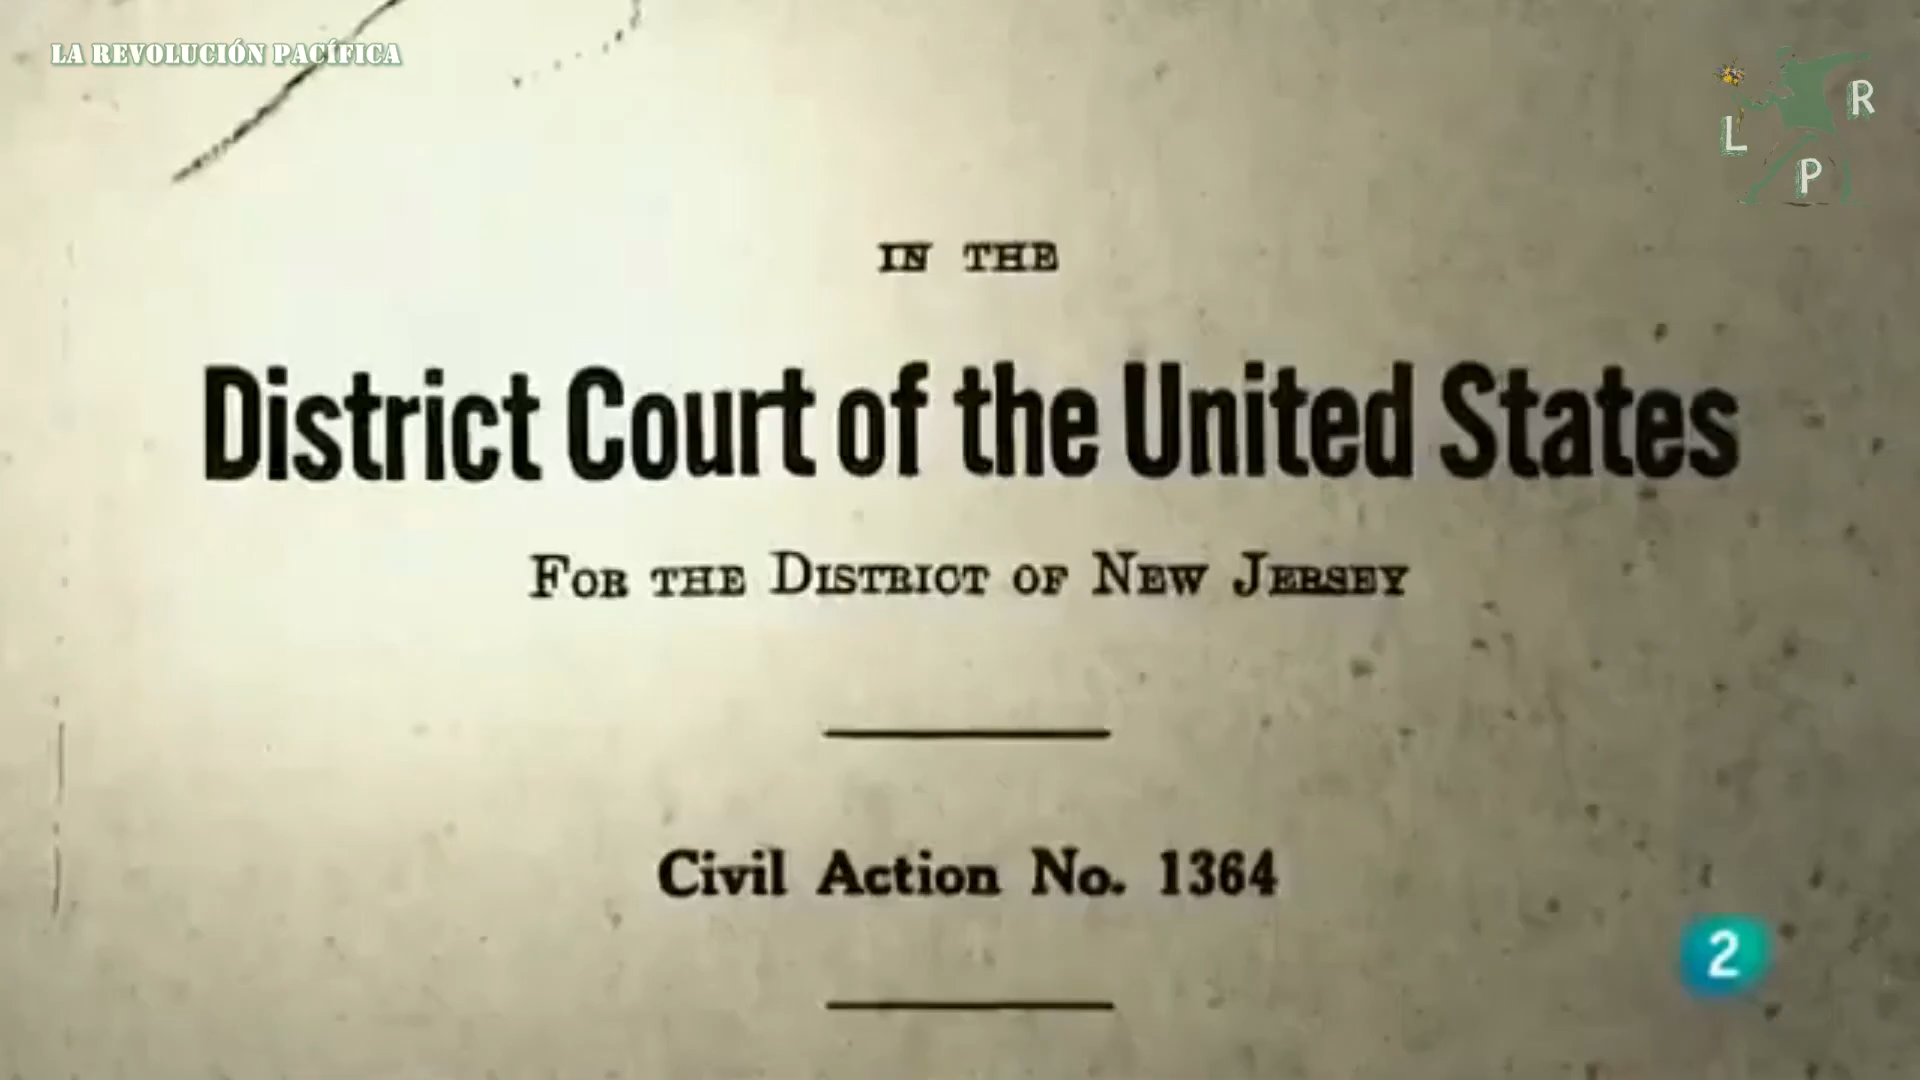 LA REVOLUCIÓN PACÍFICA
L R
P
IN THE
District Court of the United States
FOR THE DISTRICT OF NEW JERSEY
Civil Action No. 1364
2